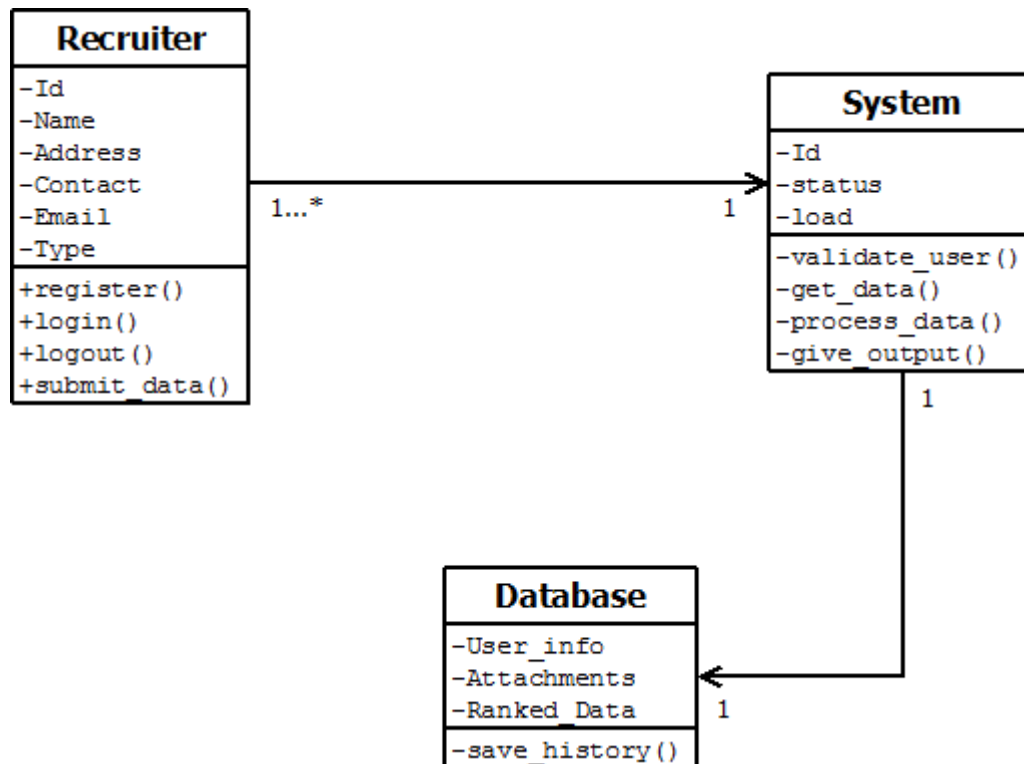 Recruiter
-Id
-Name
-Address
-Contact
-Email
-Type
+register()
+login()
+logout()
+submit_data()
1...*
1
System
-Id
-status
-load
-validate_user()
-get_data()
-process_data()
-give_output()
1
Database
-User_info
-Attachments
-Ranked_Data
-save_history()
1